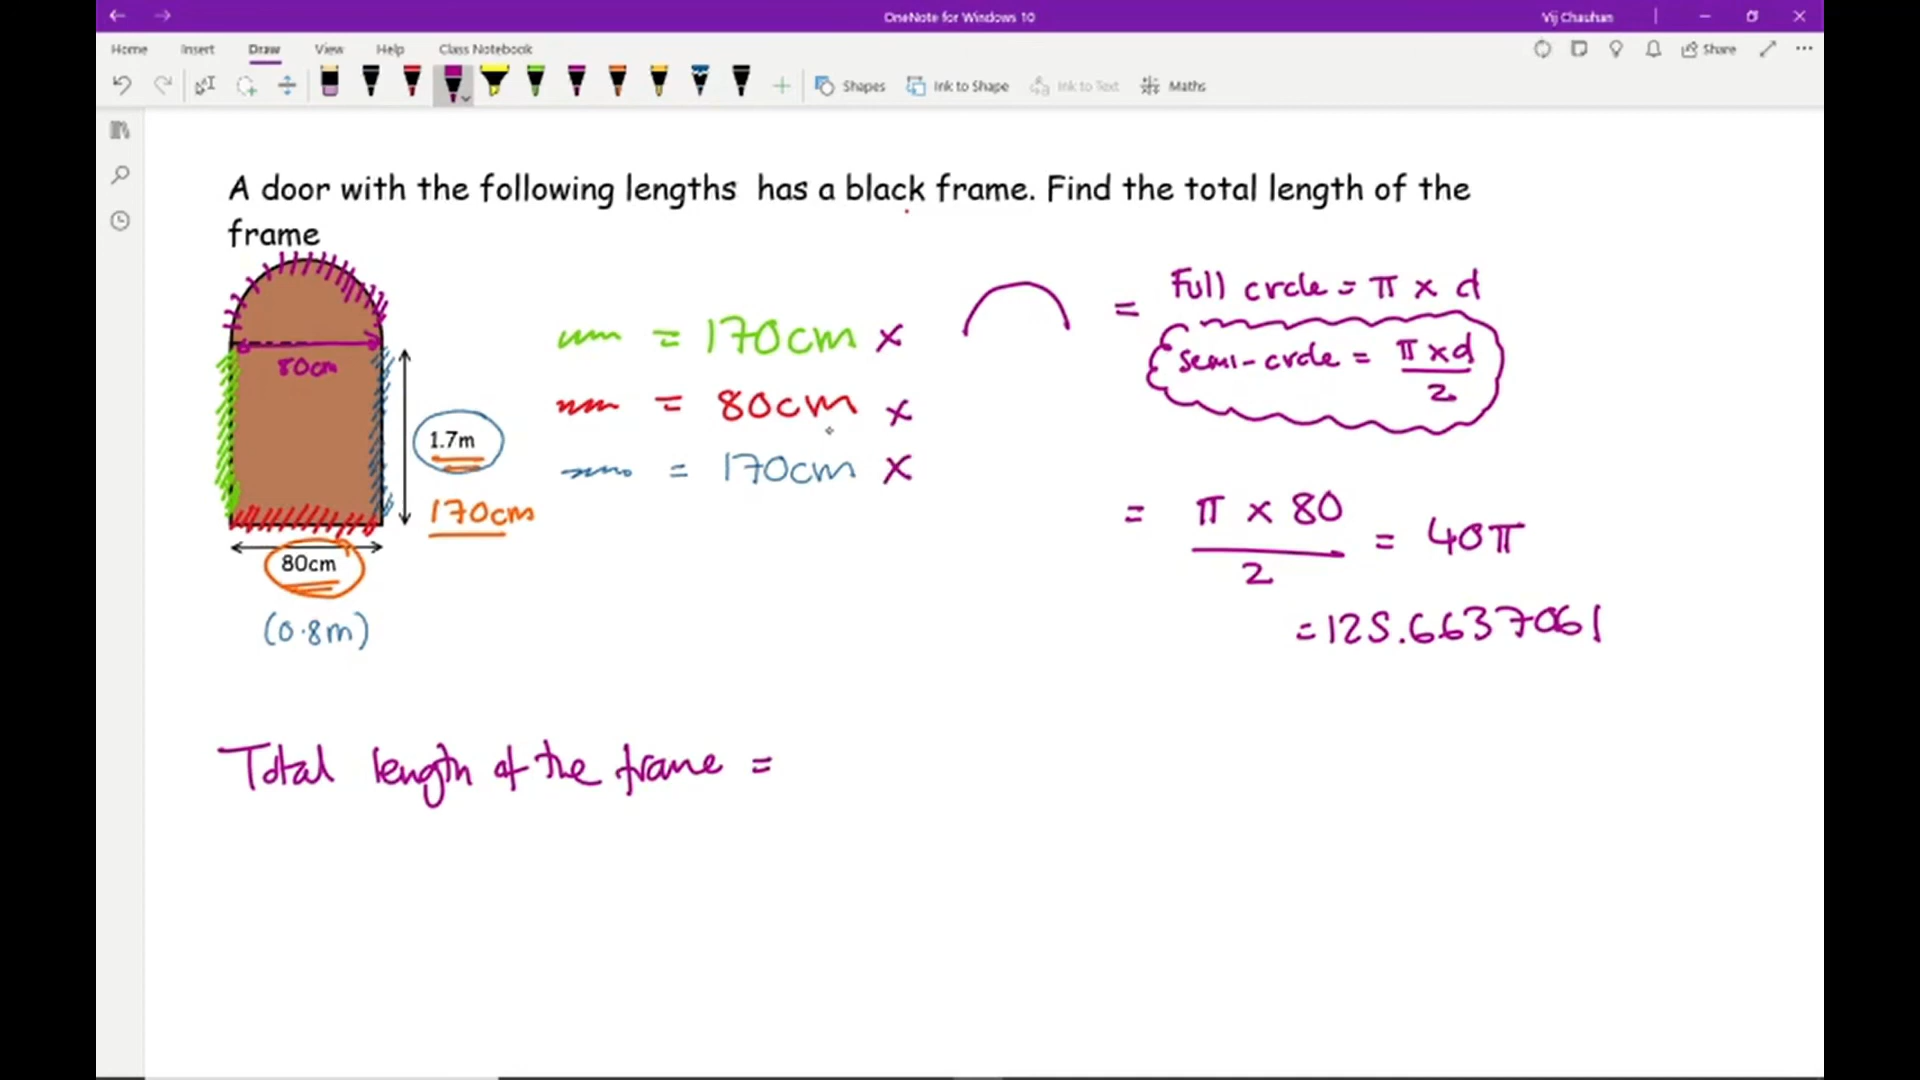 OneNote for Windows 10
Vij Chauhan
Home Insert Draw View Help Class Notebook
Share
Shapes Ink to Shape Ink to Text Maths
A door with the following lengths has a black frame. Find the total length of the
frame
80cm
1.7m
170cm
80cm
(0.8m)
= 170cm x
= 80cm x
= 170cm x
= Full circle = π x d
semi-circle = π x d
2
= π x 80
2
= 40π
= 125.6637061
Total length of the frame =